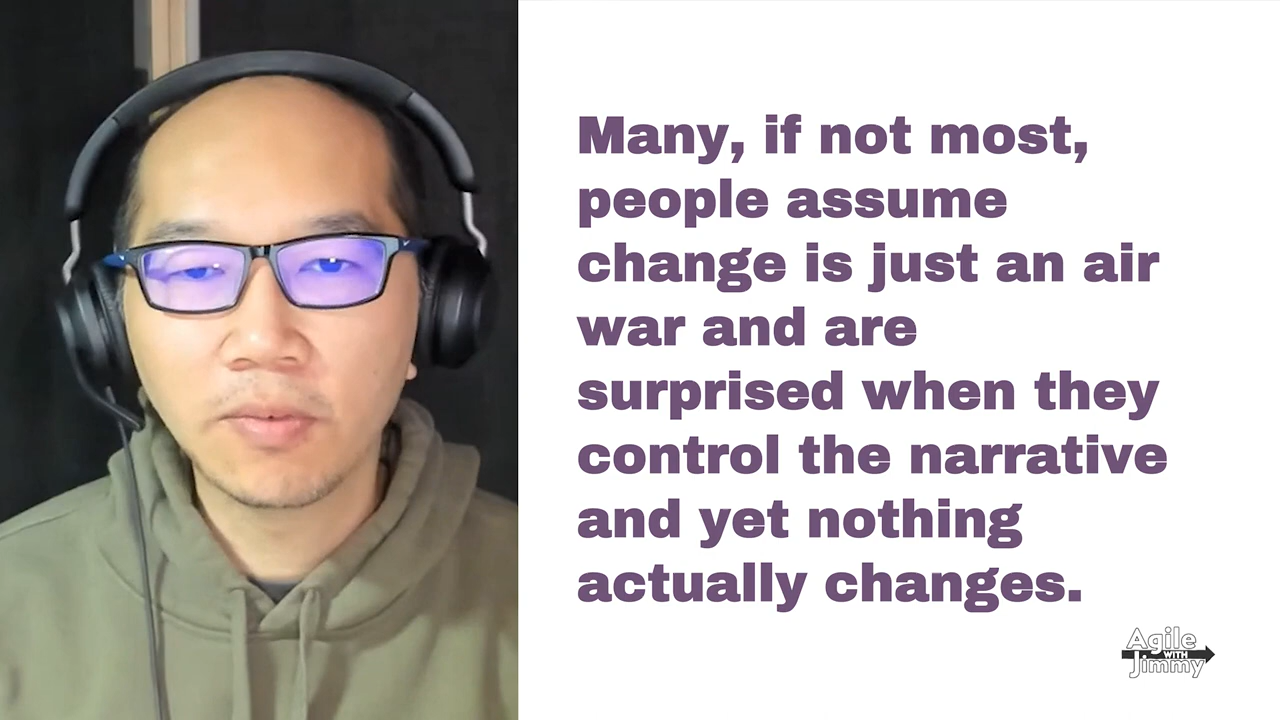 Many, if not most,
people assume
change is just an air
war and are
surprised when they
control the narrative
and yet nothing
actually changes.
Agile
WITH
Jimmy